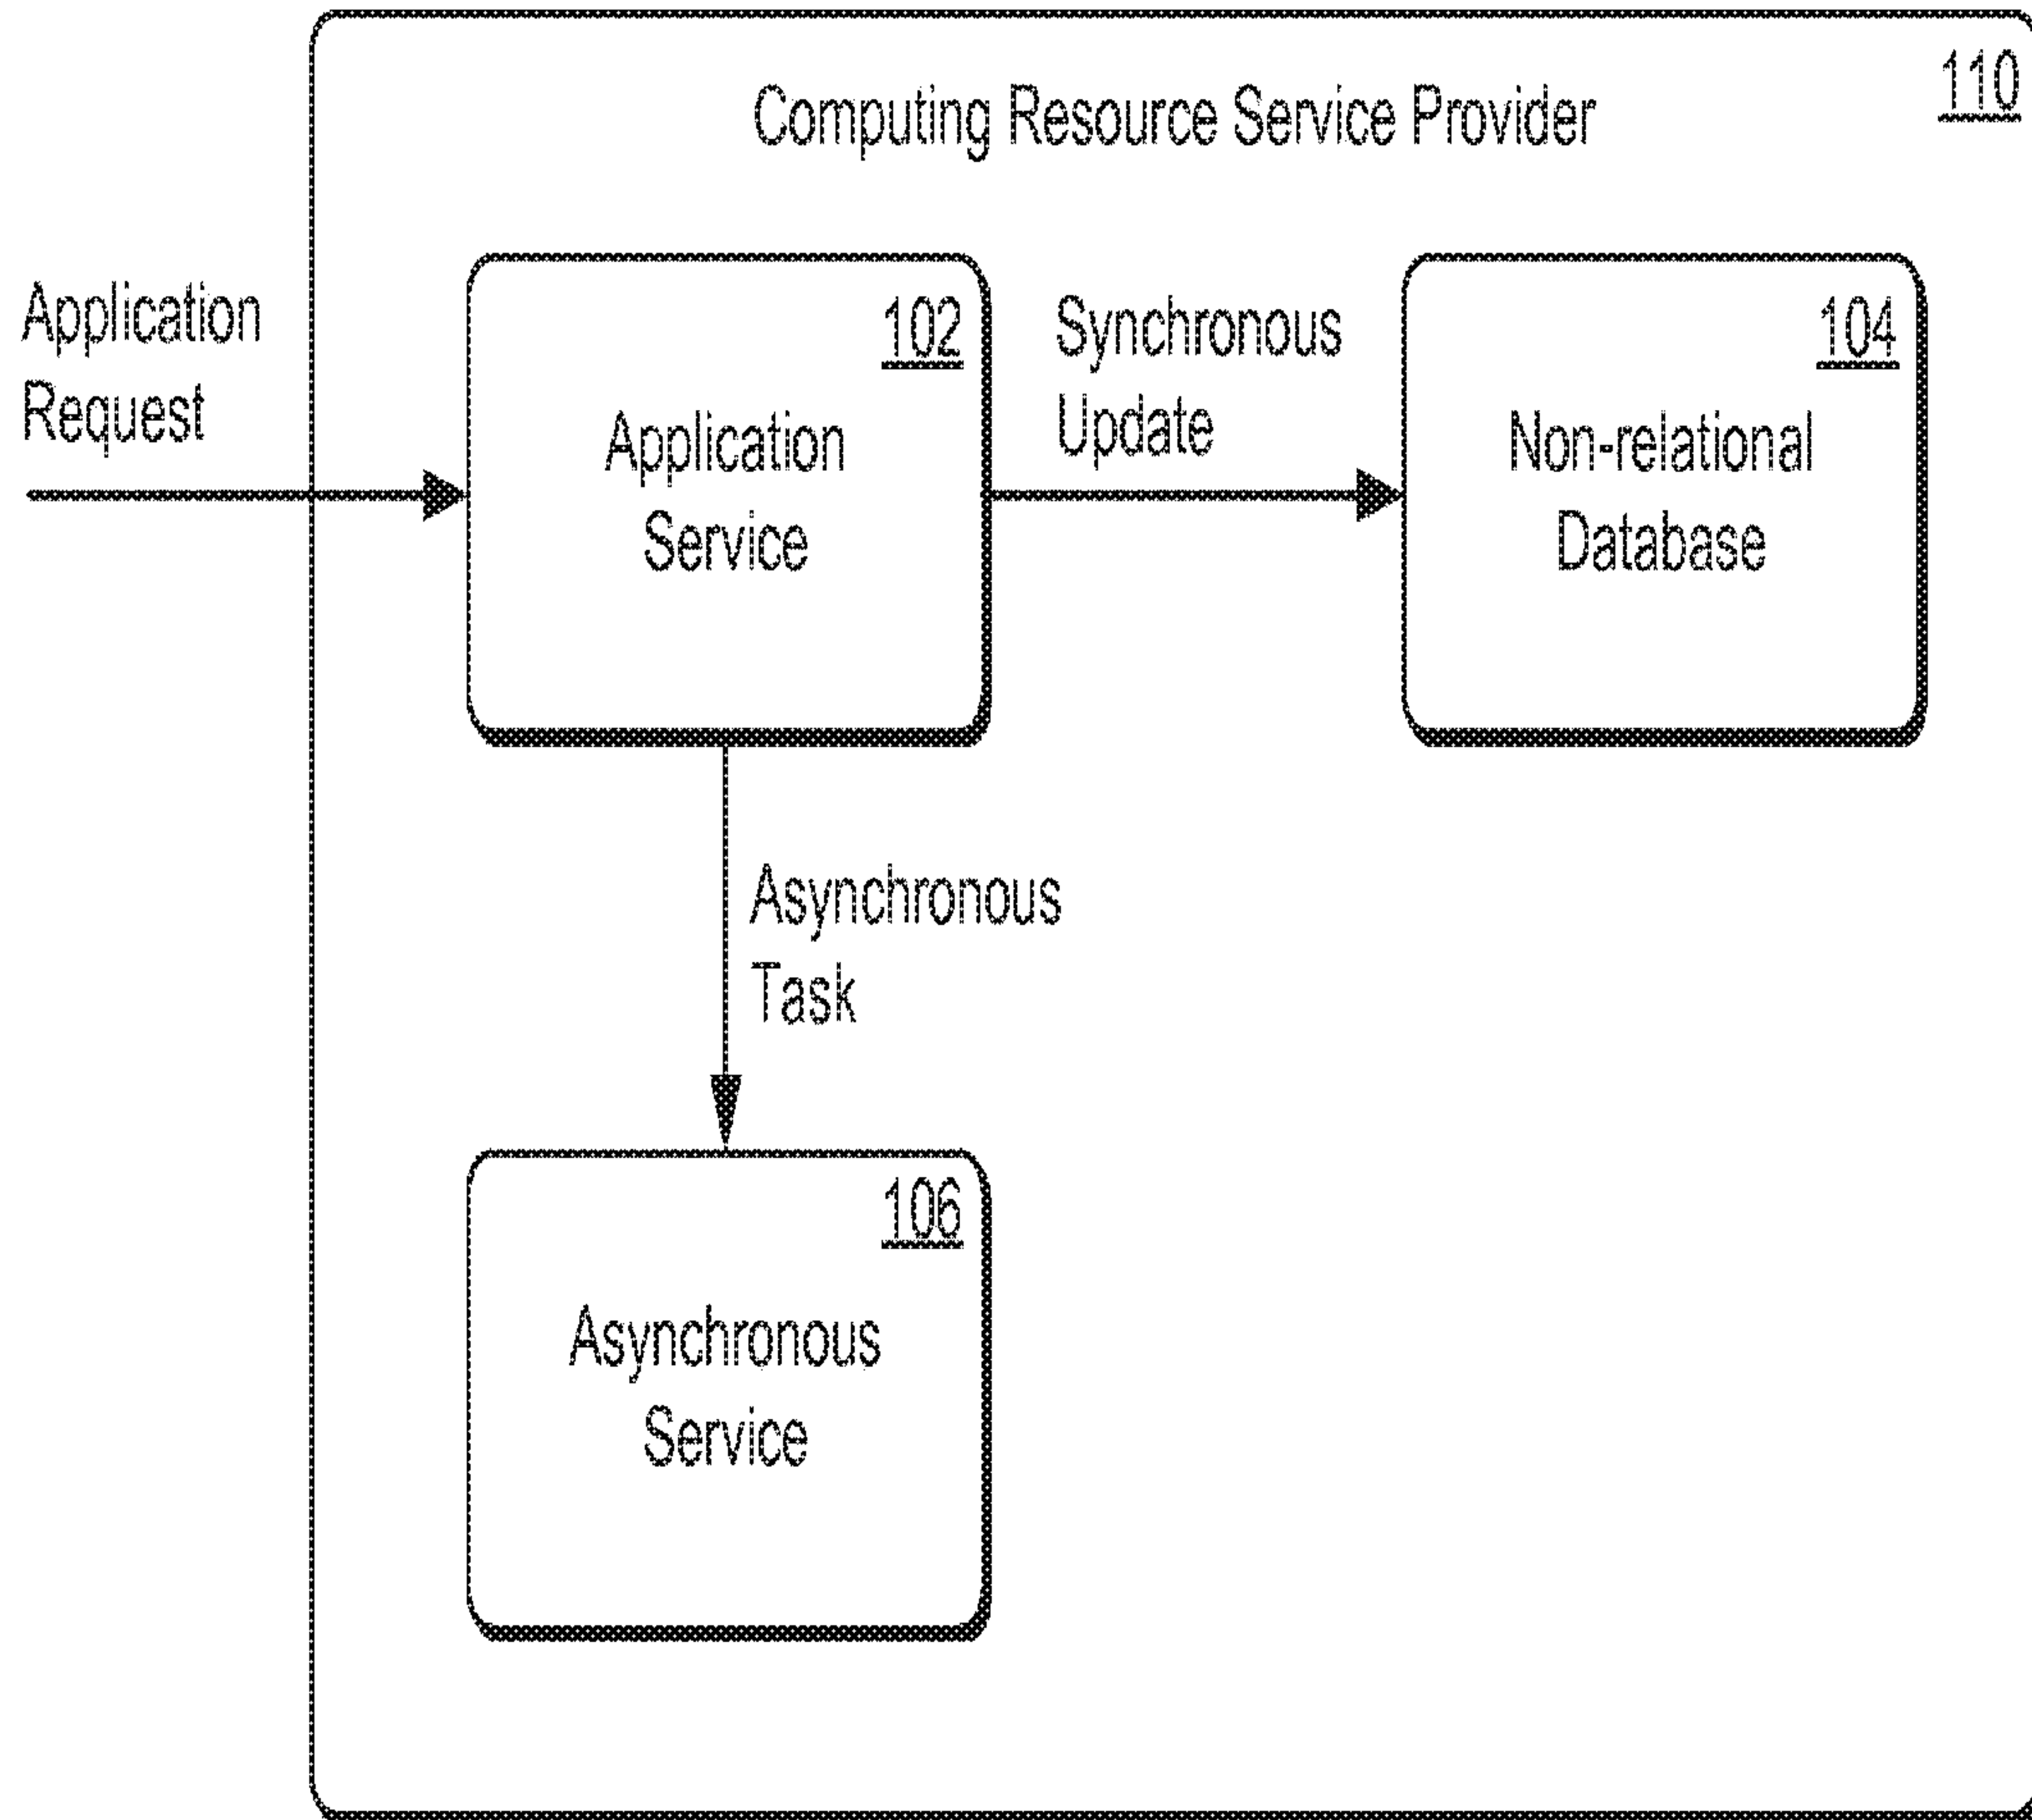 110
Computing Resource Service Provider
Application
Request
102
Application
Service
Synchronous
Update
104
Non-relational
Database
Asynchronous
Task
106
Asynchronous
Service